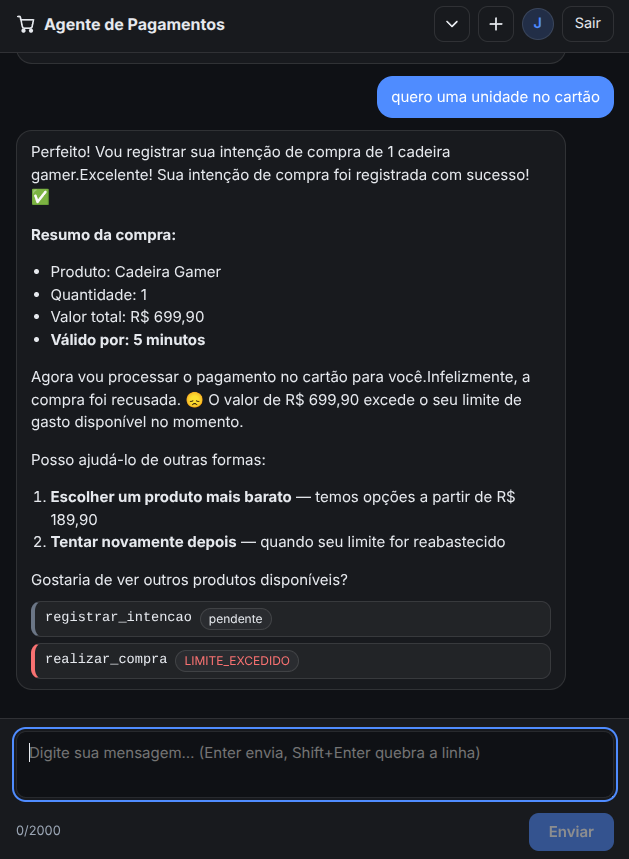 Agente de Pagamentos
J
Sair
quero uma unidade no cartão
Perfeito! Vou registrar sua intenção de compra de 1 cadeira
gamer.Excelente! Sua intenção de compra foi registrada com sucesso!
✅
Resumo da compra:
• Produto: Cadeira Gamer
• Quantidade: 1
• Valor total: R$ 699,90
• Válido por: 5 minutos
Agora vou processar o pagamento no cartão para você.Infelizmente, a
compra foi recusada. 😞 O valor de R$ 699,90 excede o seu limite de
gasto disponível no momento.
Posso ajudá-lo de outras formas:
1. Escolher um produto mais barato — temos opções a partir de R$
189,90
2. Tentar novamente depois — quando seu limite for reabastecido
Gostaria de ver outros produtos disponíveis?
registrar_intencao pendente
realizar_compra LIMITE_EXCEDIDO
Digite sua mensagem... (Enter envia, Shift+Enter quebra a linha)
0/2000
Enviar